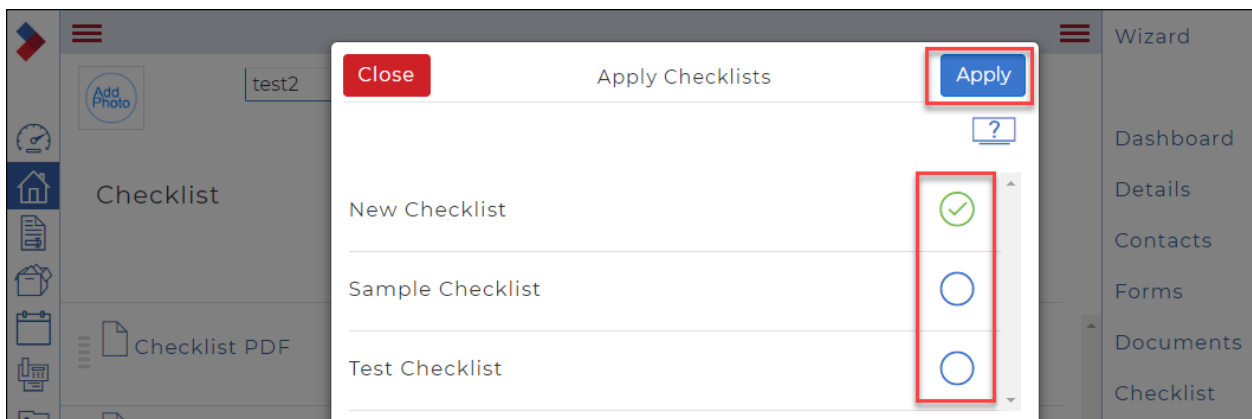 Wizard
Close
Apply Checklists
Apply
Add
Photo
test2
?
Dashboard
Checklist
Details
New Checklist
Contacts
Sample Checklist
Forms
Checklist PDF
Documents
Test Checklist
Checklist